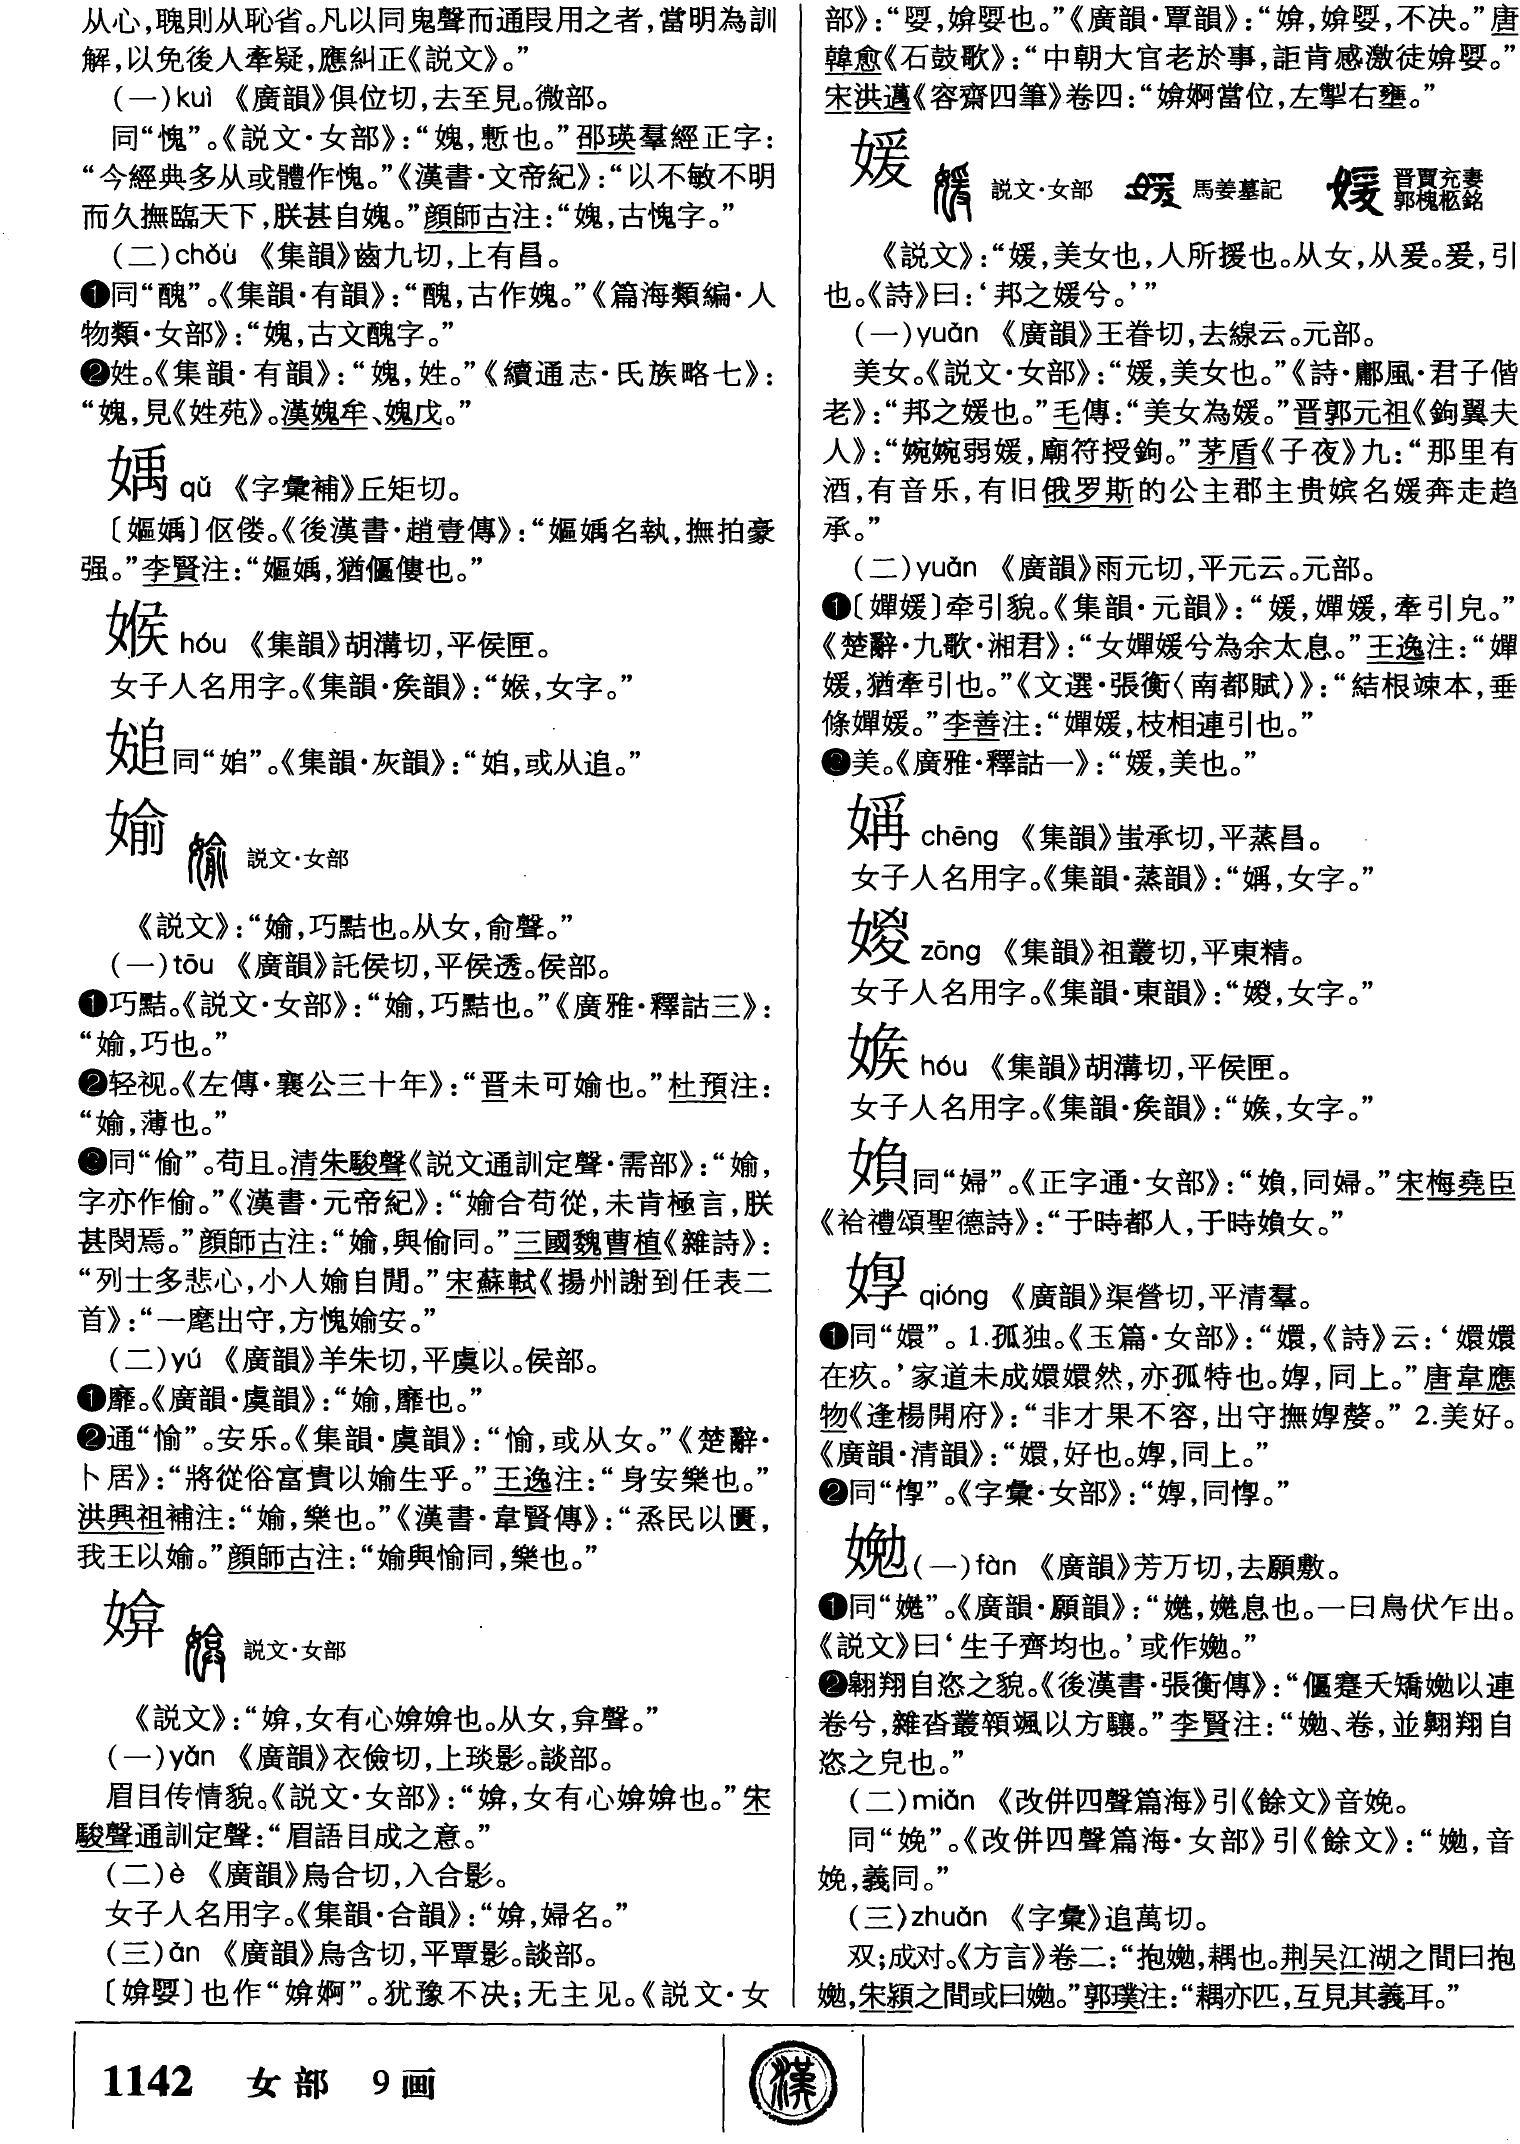 从心,聭則从恥省。凡以同鬼聲而通叚用之者,當明為訓
解,以免後人牽疑,應糾正《説文》。”
(一)kuì 《廣韻》俱位切,去至見。微部。
同“愧”。《説文·女部》:“媿,慙也。”邵瑛羣經正字:
“今經典多从或體作愧。”《漢書·文帝紀》:“以不敏不明
而久撫臨天下,朕甚自媿。”顔師古注:“媿,古愧字。”
(二)chǒu 《集韻》齒九切,上有昌。
❶同“醜”。《集韻·有韻》:“醜,古作媿。”《篇海類編·人
物類·女部》:“媿,古文醜字。”
❷姓。《集韻·有韻》:“媿,姓。”《續通志·氏族略七》:
“媿,見《姓苑》。漢媿牟、媿戊。”
㜁 qǔ 《字彙補》丘矩切。
〔嫗㜁〕伛偻。《後漢書·趙壹傳》:“嫗㜁名執,撫拍豪
强。”李賢注:“嫗㜁,猶傴僂也。”
㛋 hóu 《集韻》胡溝切,平侯匣。
女子人名用字。《集韻·矦韻》:“㛋,女字。”
同“㛂”。《集韻·灰韻》:“㛂,或从追。”
媮 説文·女部
《説文》:“媮,巧黠也。从女,俞聲。”
(一)tōu 《廣韻》託侯切,平侯透。侯部。
❶巧黠。《説文·女部》:“媮,巧黠也。”《廣雅·釋詁三》:
“媮,巧也。”
❷轻视。《左傳·襄公三十年》:“晋未可媮也。”杜預注:
“媮,薄也。”
❸同“偷”。苟且。清朱駿聲《説文通訓定聲·需部》:“媮,
字亦作偷。”《漢書·元帝紀》:“媮合苟從,未肯極言,朕
甚閔焉。”顔師古注:“媮,與偷同。”三國魏曹植《雜詩》:
“列士多悲心,小人媮自閒。”宋蘇軾《揚州謝到任表二
首》:“一麾出守,方愧媮安。”
(二)yú 《廣韻》羊朱切,平虞以。侯部。
❶靡。《廣韻·虞韻》:“媮,靡也。”
❷通“愉”。安乐。《集韻·虞韻》:“愉,或从女。”《楚辭·
卜居》:“將從俗富貴以媮生乎。”王逸注:“身安樂也。”
洪興祖補注:“媮,樂也。”《漢書·韋賢傳》:“烝民以匱,
我王以媮。”顔師古注:“媮與愉同,樂也。”
媕 説文·女部
《説文》:“媕,女有心媕媕也。从女,弇聲。”
(一)yǎn 《廣韻》衣儉切,上琰影。談部。
眉目传情貌。《説文·女部》:“媕,女有心媕媕也。”宋
駿聲通訓定聲:“眉語目成之意。”
(二)è 《廣韻》烏合切,入合影。
女子人名用字。《集韻·合韻》:“媕,婦名。”
(三)ān 《廣韻》烏含切,平覃影。談部。
〔媕娿〕也作“媕婀”。犹豫不决;无主见。《説文·女
部》:“娿,媕娿也。”《廣韻·覃韻》:“媕,媕娿,不決。”唐
韓愈《石鼓歌》:“中朝大官老於事,詎肯感激徒媕娿。”
宋洪邁《容齋四筆》卷四:“媕婀當位,左掣右壅。”
媛 説文·女部 馬姜墓記 晋賈充妻郭槐柩銘
《説文》:“媛,美女也,人所援也。从女,从爰。爰,引
也。《詩》曰:‘邦之媛兮。’”
(一)yuàn 《廣韻》王眷切,去線云。元部。
美女。《説文·女部》:“媛,美女也。”《詩·鄘風·君子偕
老》:“邦之媛也。”毛傳:“美女為媛。”晋郭元祖《鉤翼夫
人》:“婉婉弱媛,廟符授鉤。”茅盾《子夜》九:“那里有
酒,有音乐,有旧俄罗斯的公主郡主贵嫔名媛奔走趋
承。”
(二)yuán 《廣韻》雨元切,平元云。元部。
❶〔嬋媛〕牵引貌。《集韻·元韻》:“媛,嬋媛,牽引皃。”
《楚辭·九歌·湘君》:“女嬋媛兮為余太息。”王逸注:“嬋
媛,猶牽引也。”《文選·張衡〈南都賦〉》:“結根竦本,垂
條嬋媛。”李善注:“嬋媛,枝相連引也。”
❷美。《廣雅·釋詁一》:“媛,美也。”
chēng 《集韻》蚩承切,平蒸昌。
女子人名用字。《集韻·蒸韻》:“女字。”
㛠 zōng 《集韻》祖叢切,平東精。
女子人名用字。《集韻·東韻》:“女字。”
hóu 《集韻》胡溝切,平侯匣。
女子人名用字。《集韻·矦韻》:“女字。”
媍 同“婦”。《正字通·女部》:“媍,同婦。”宋梅堯臣
《祫禮頌聖德詩》:“于時都人,于時媍女。”
qióng 《廣韻》渠營切,平清羣。
❶同“嬛”。1.孤独。《玉篇·女部》:“嬛,《詩》云:‘嬛嬛
在疚。’家道未成嬛嬛然,亦孤特也。同上。”唐韋應
物《逢楊開府》:“非才果不容,出守撫惸嫠。”2.美好。
《廣韻·清韻》:“嬛,好也。同上。”
❷同“惸”。《字彙·女部》:“同惸。”
(一)fàn 《廣韻》芳万切,去願敷。
❶同“嬎”。《廣韻·願韻》:“嬎,嬎息也。一曰鳥伏乍出。
《説文》曰‘生子齊均也。’或作㛯。”
❷翱翔自恣之貌。《後漢書·張衡傳》:“偃蹇夭矯㛯以連
卷兮,雜沓叢顇颯以方驤。”李賢注:“㛯、卷,並翱翔自
恣之皃也。”
(二)miǎn 《改併四聲篇海》引《餘文》音娩。
同“娩”。《改併四聲篇海·女部》引《餘文》:“㛯,音
娩,義同。”
(三)zhuǎn 《字彙》追萬切。
双;成对。《方言》卷二:“抱㛯,耦也。荆吴江湖之間曰抱
㛯,宋潁之間或曰㛯。”郭璞注:“耦亦匹,互見其義耳。”
1142 女部 9画
漢